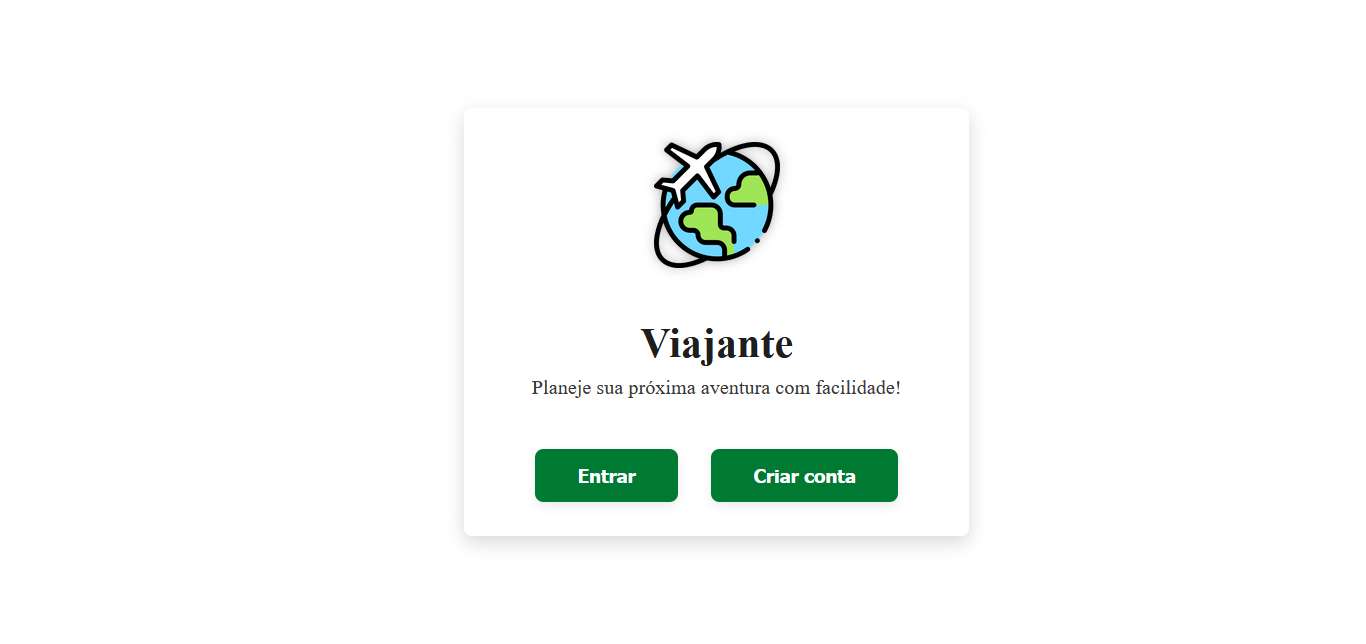 Viajante
Planeje sua próxima aventura com facilidade!
Entrar
Criar conta